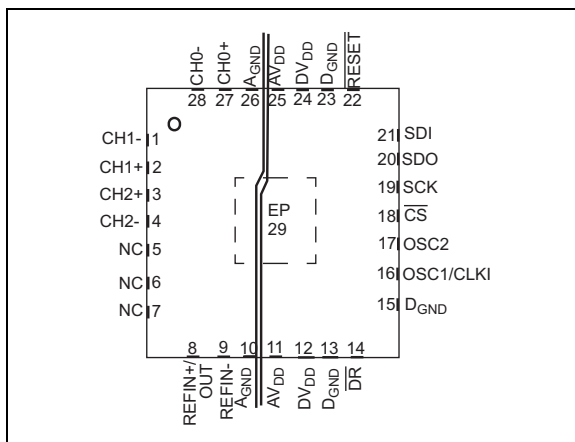 CH0-
CH0+
AGND
AVDD
DVDD
DGND
RESET
28 27 26 25 24 23 22
CH1- 1
CH1+ 2
CH2+ 3
CH2- 4
NC 5
NC 6
NC 7
EP
29
21 SDI
20 SDO
19 SCK
18 CS
17 OSC2
16 OSC1/CLKI
15 DGND
8 9 10 11 12 13 14
REFIN+/
OUT
REFIN-
AGND
AVDD
DVDD
DGND
DR